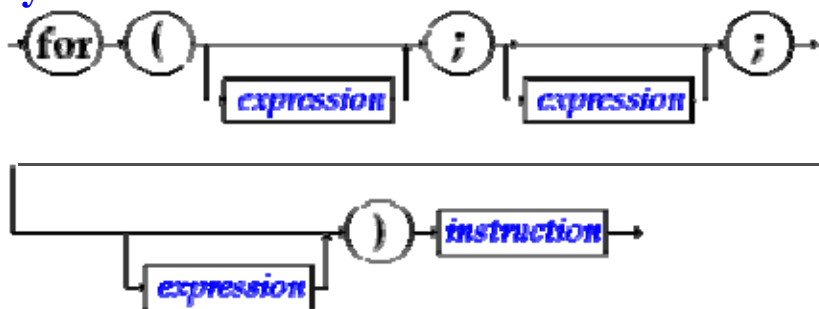 for ( ; ;
expression expression
) instruction
expression